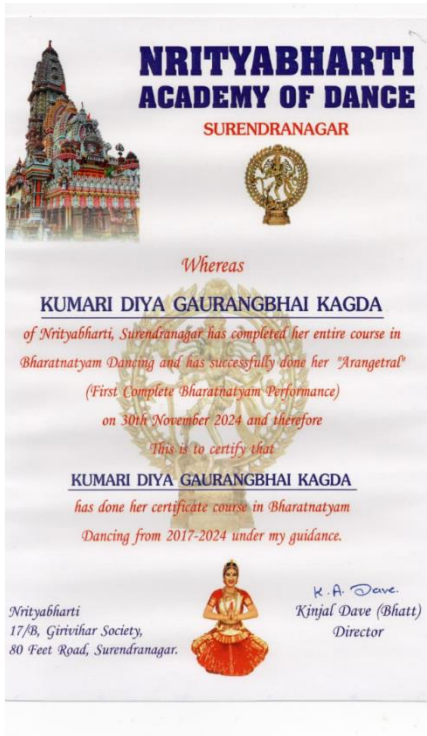 NRITYABHARTI
ACADEMY OF DANCE
SURENDRANAGAR
Whereas
KUMARI DIYA GAURANGBHAI KAGDA
of Nrityabharti, Surendranagar has completed her entire course in
Bharatnatyam Dancing and has successfully done her "Arangetral"
(First Complete Bharatnatyam Performance)
on 30th November 2024 and therefore
This is to certify that
KUMARI DIYA GAURANGBHAI KAGDA
has done her certificate course in Bharatnatyam
Dancing from 2017-2024 under my guidance.
K.A. Dave.
Nrityabharti
17/B, Girivihar Society,
80 Feet Road, Surendranagar.
Kinjal Dave (Bhatt)
Director